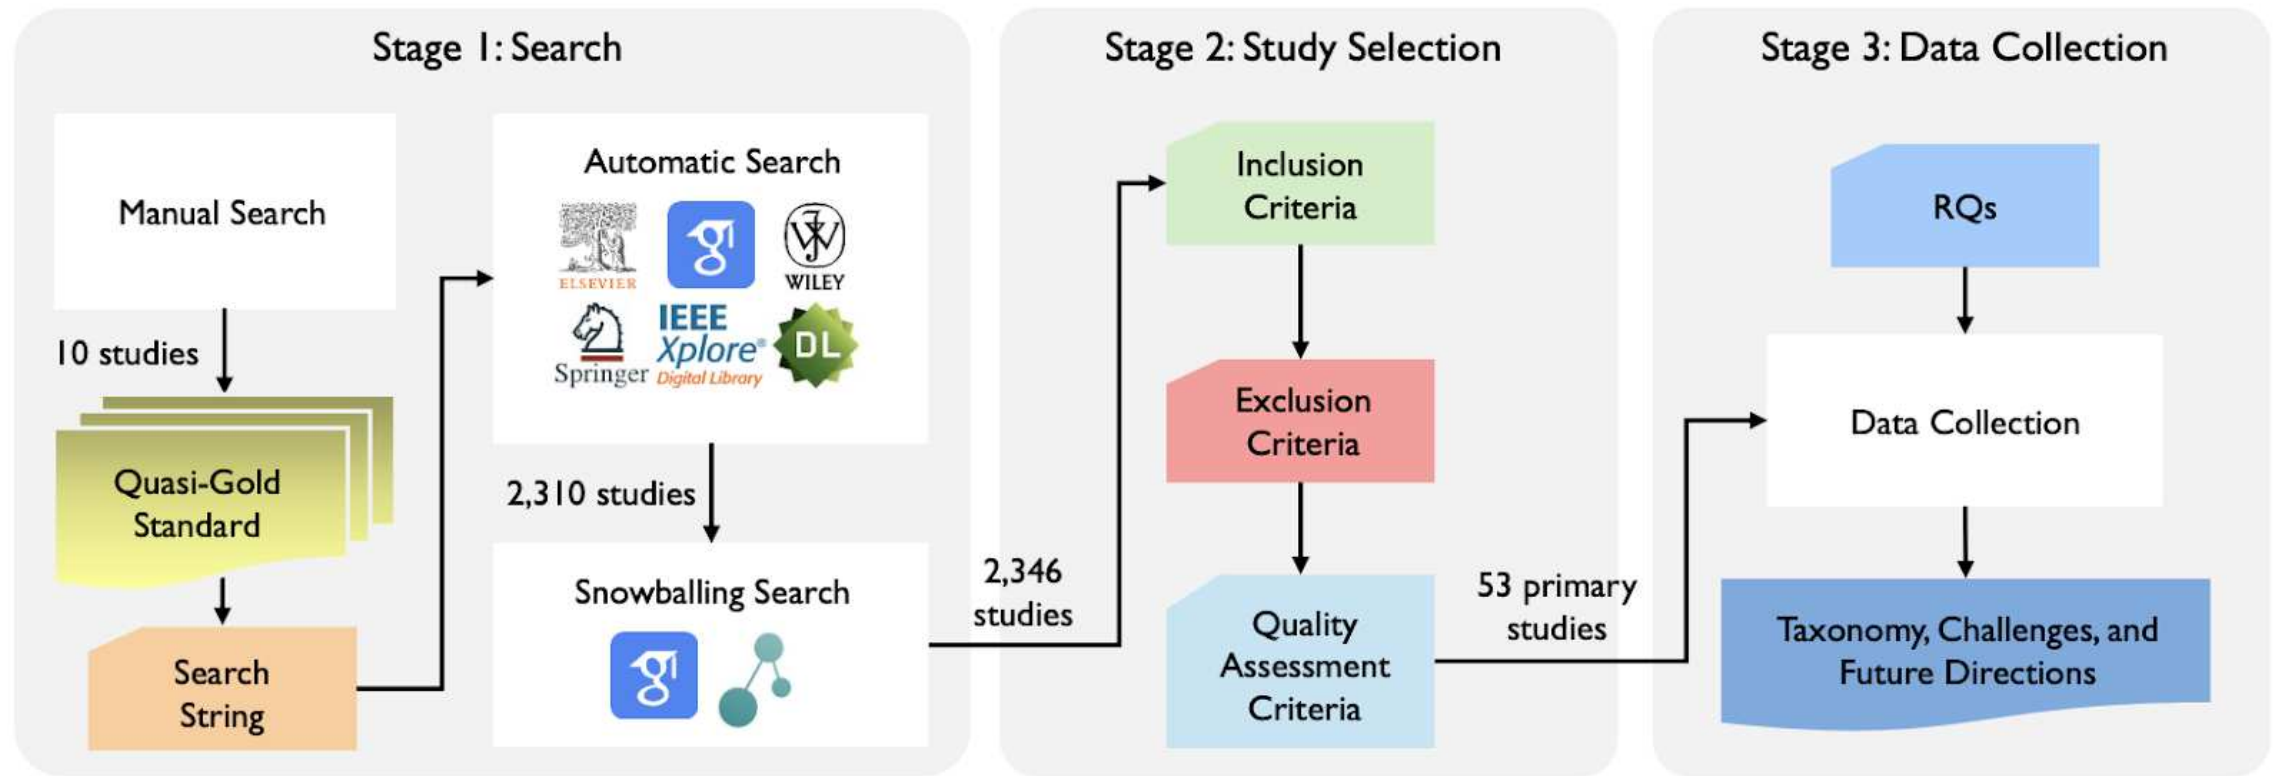 Stage 1: Search
Manual Search
10 studies
Quasi-Gold
Standard
Search
String
Automatic Search
ELSEVIER
WILEY
Springer
IEEE
Xplore®
Digital Library
DL
2,310 studies
Snowballing Search
2,346
studies
Stage 2: Study Selection
Inclusion
Criteria
Exclusion
Criteria
Quality
Assessment
Criteria
53 primary
studies
Stage 3: Data Collection
RQs
Data Collection
Taxonomy, Challenges, and
Future Directions